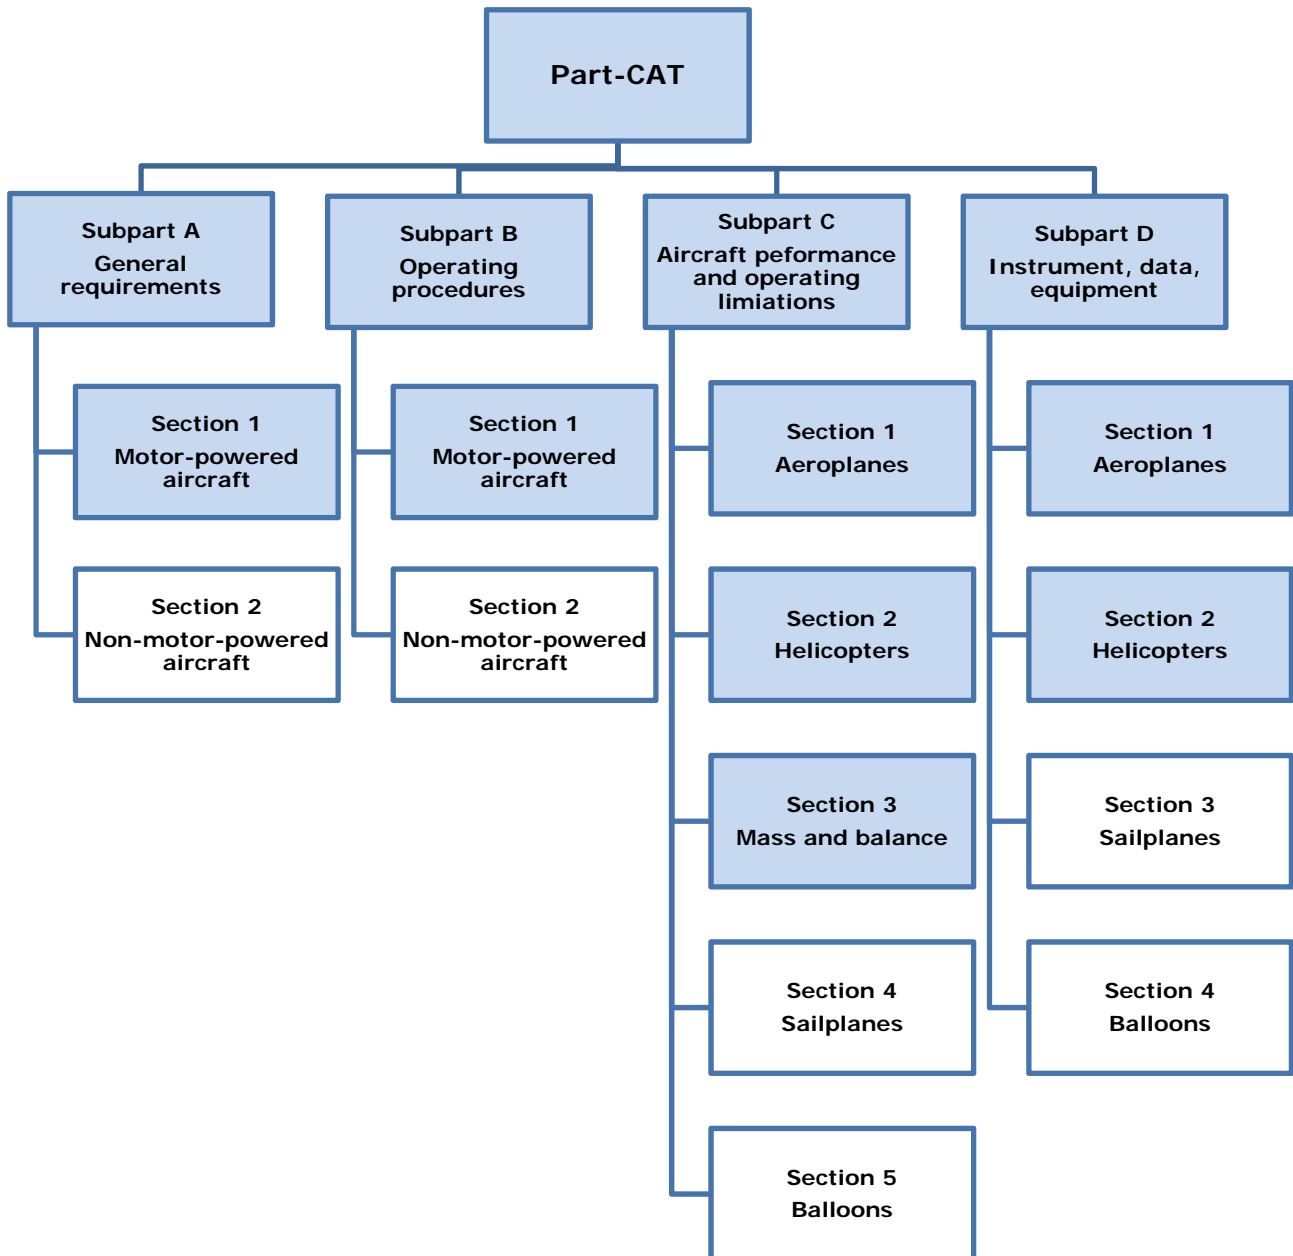 Part-CAT
Subpart A
General
requirements
Section 1
Motor-powered
aircraft
Section 2
Non-motor-powered
aircraft
Subpart B
Operating
procedures
Section 1
Motor-powered
aircraft
Section 2
Non-motor-powered
aircraft
Subpart C
Aircraft peformance
and operating
limiations
Section 1
Aeroplanes
Section 2
Helicopters
Section 3
Mass and balance
Section 4
Sailplanes
Section 5
Balloons
Subpart D
Instrument, data,
equipment
Section 1
Aeroplanes
Section 2
Helicopters
Section 3
Sailplanes
Section 4
Balloons